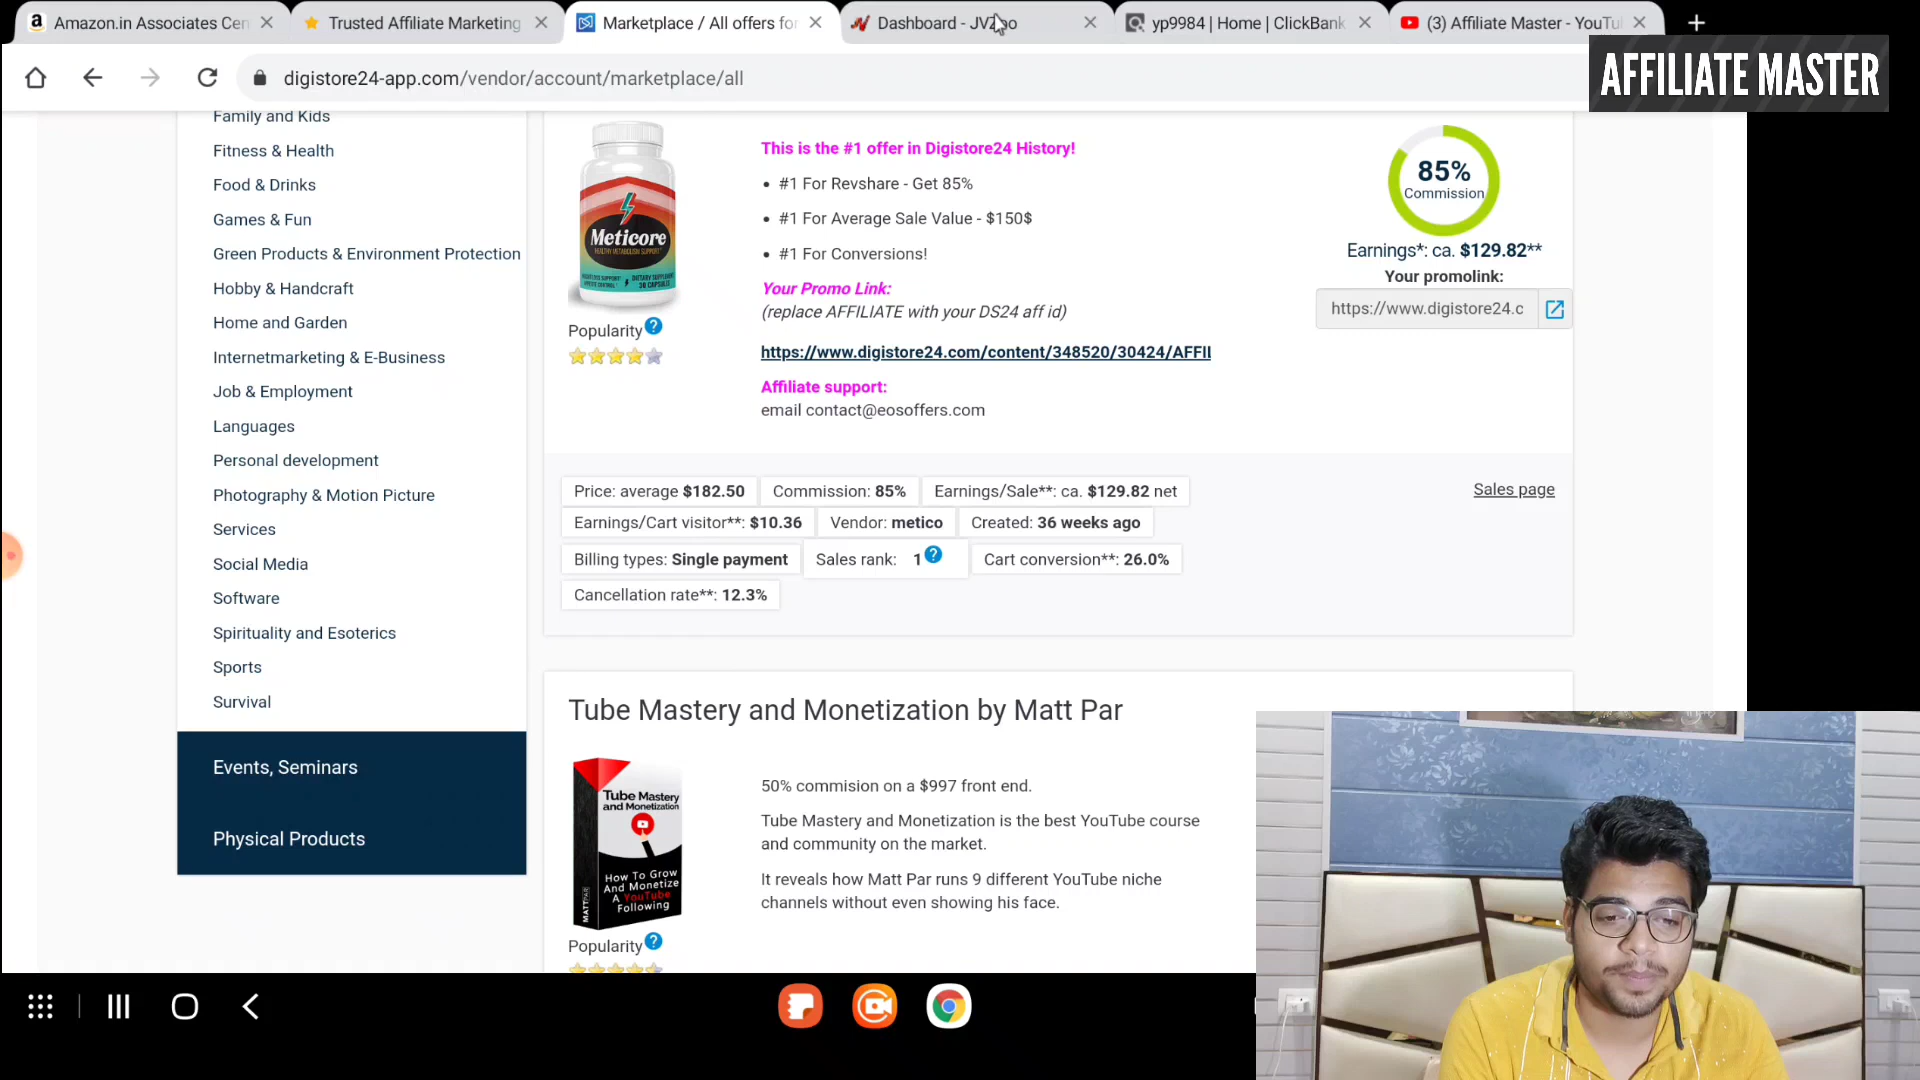 Amazon.in Associates Cen
Trusted Affiliate Marketing
Marketplace / All offers for
Dashboard - JVZoo
yp9984 | Home | ClickBank
(3) Affiliate Master - YouTu
digistore24-app.com/vendor/account/marketplace/all
AFFILIATE MASTER
Family and Kids
Fitness & Health
Food & Drinks
Games & Fun
Green Products & Environment Protection
Hobby & Handcraft
Home and Garden
Internetmarketing & E-Business
Job & Employment
Languages
Personal development
Photography & Motion Picture
Services
Social Media
Software
Spirituality and Esoterics
Sports
Survival
Events, Seminars
Physical Products
Meticore
Popularity
This is the #1 offer in Digistore24 History!
#1 For Revshare - Get 85%
#1 For Average Sale Value - $150$
#1 For Conversions!
Your Promo Link:
(replace AFFILIATE with your DS24 aff id)
https://www.digistore24.com/content/348520/30424/AFFII
Affiliate support:
email contact@eosoffers.com
85%
Commission
Earnings*: ca. $129.82**
Your promolink:
https://www.digistore24.c
Price: average $182.50
Commission: 85%
Earnings/Sale**: ca. $129.82 net
Sales page
Earnings/Cart visitor**: $10.36
Vendor: metico
Created: 36 weeks ago
Billing types: Single payment
Sales rank: 1
Cart conversion**: 26.0%
Cancellation rate**: 12.3%
Tube Mastery and Monetization by Matt Par
Tube Mastery
and Monetization
How To Grow
And Monetize
A YouTube
Following
MATT PAR
Popularity
50% commision on a $997 front end.
Tube Mastery and Monetization is the best YouTube course
and community on the market.
It reveals how Matt Par runs 9 different YouTube niche
channels without even showing his face.